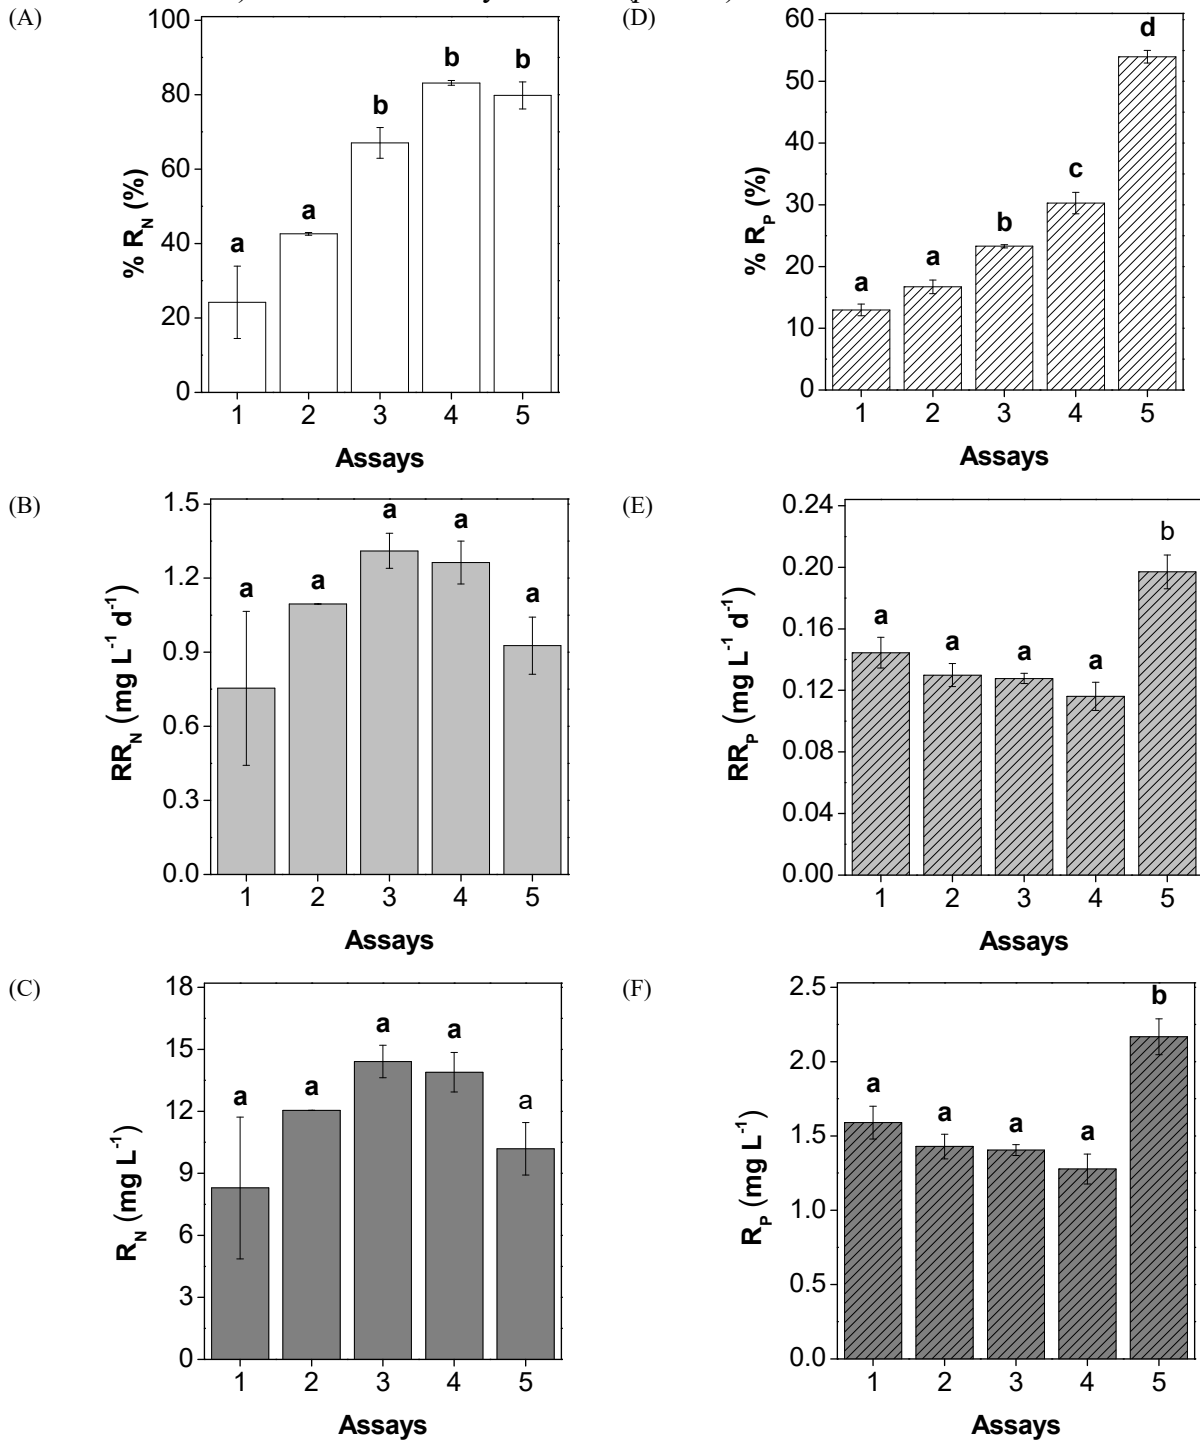 (A)
100
80
60
40
20
0
% R_N (%)
a
a
b
b
b
1 2 3 4 5
Assays
(D)
60
50
40
30
20
10
0
% R_P (%)
a
a
b
c
d
1 2 3 4 5
Assays
(B)
1.5
1.2
0.9
0.6
0.3
0.0
RR_N (mg L⁻¹ d⁻¹)
a
a
a
a
a
1 2 3 4 5
Assays
(E)
0.24
0.20
0.16
0.12
0.08
0.04
0.00
RR_P (mg L⁻¹ d⁻¹)
a
a
a
a
b
1 2 3 4 5
Assays
(C)
18
15
12
9
6
3
0
R_N (mg L⁻¹)
a
a
a
a
a
1 2 3 4 5
Assays
(F)
2.5
2.0
1.5
1.0
0.5
0.0
R_P (mg L⁻¹)
a
a
a
a
b
1 2 3 4 5
Assays